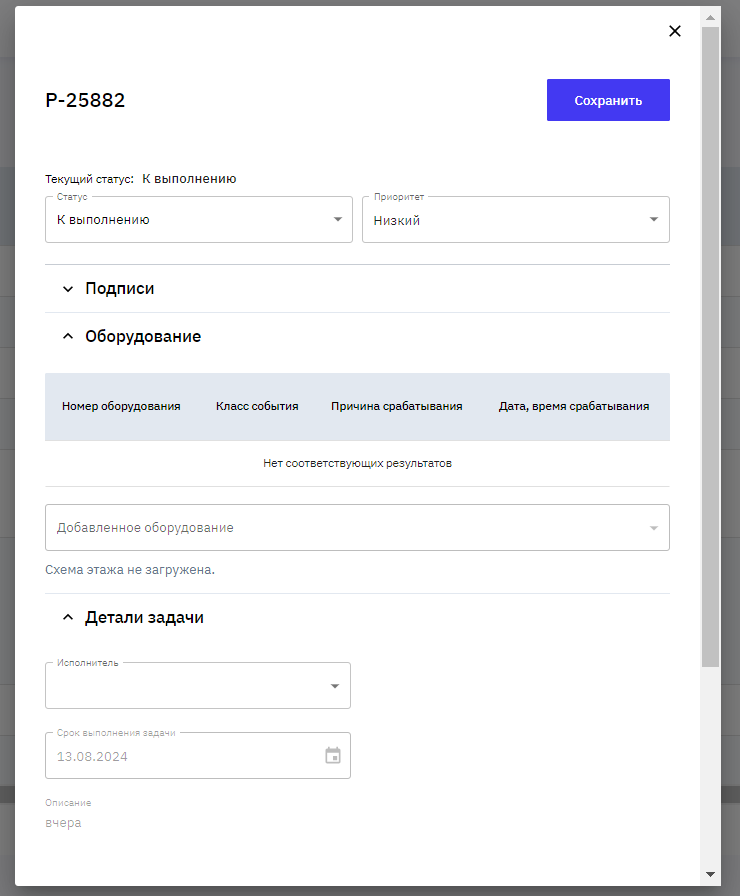 P-25882
Сохранить
Текущий статус: К выполнению
Статус
К выполнению
Приоритет
Низкий
Подписи
Оборудование
Номер оборудования Класс события Причина срабатывания Дата, время срабатывания
Нет соответствующих результатов
Добавленное оборудование
Схема этажа не загружена.
Детали задачи
Исполнитель
Срок выполнения задачи
13.08.2024
Описание
вчера